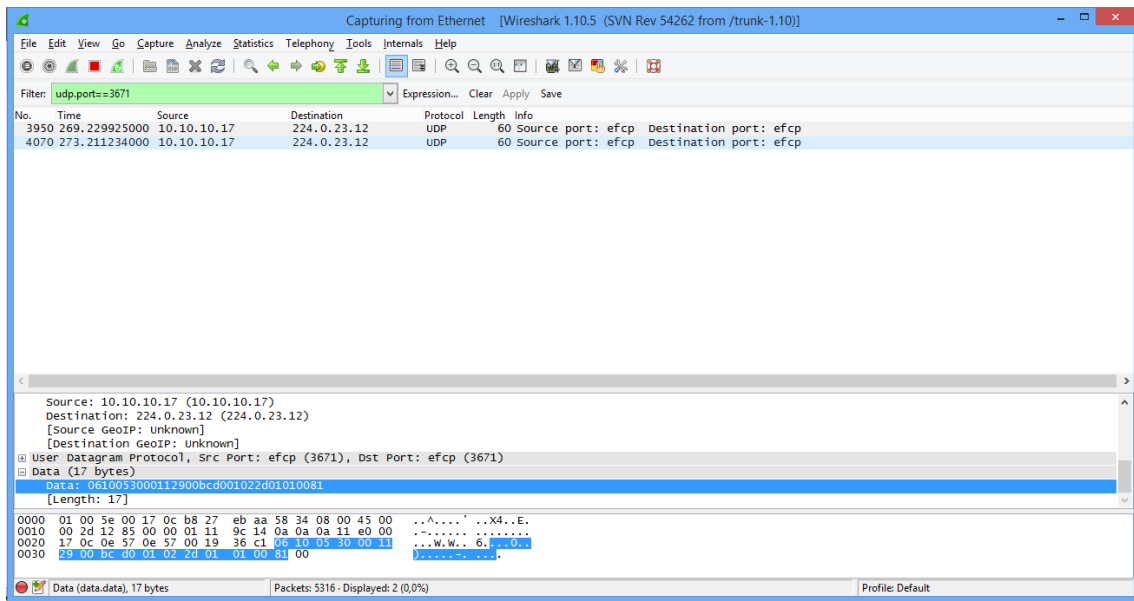 Capturing from Ethernet [Wireshark 1.10.5 (SVN Rev 54262 from /trunk-1.10)]
File Edit View Go Capture Analyze Statistics Telephony Tools Internals Help
Filter: udp.port==3671 Expression... Clear Apply Save
No. Time Source Destination Protocol Length Info
3950 269.229925000 10.10.10.17 224.0.23.12 UDP 60 Source port: efcp Destination port: efcp
4070 273.211234000 10.10.10.17 224.0.23.12 UDP 60 Source port: efcp Destination port: efcp
Source: 10.10.10.17 (10.10.10.17)
Destination: 224.0.23.12 (224.0.23.12)
[Source GeoIP: Unknown]
[Destination GeoIP: Unknown]
User Datagram Protocol, Src Port: efcp (3671), Dst Port: efcp (3671)
Data (17 bytes)
Data: 0610053000112900bcd001022d01010081
[Length: 17]
0000 01 00 5e 00 17 0c b8 27 eb aa 58 34 08 00 45 00 ..^....' ..X4..E.
0010 00 2d 12 85 00 00 01 11 9c 14 0a 0a 0a 11 e0 00 .-...... ........
0020 17 0c 0e 57 0e 57 00 19 36 c1 06 10 05 30 00 11 ...W.W.. 6....0..
0030 29 00 bc d0 01 02 2d 01 01 00 81 00 ).....-. ....
Data (data.data), 17 bytes Packets: 5316 · Displayed: 2 (0,0%) Profile: Default